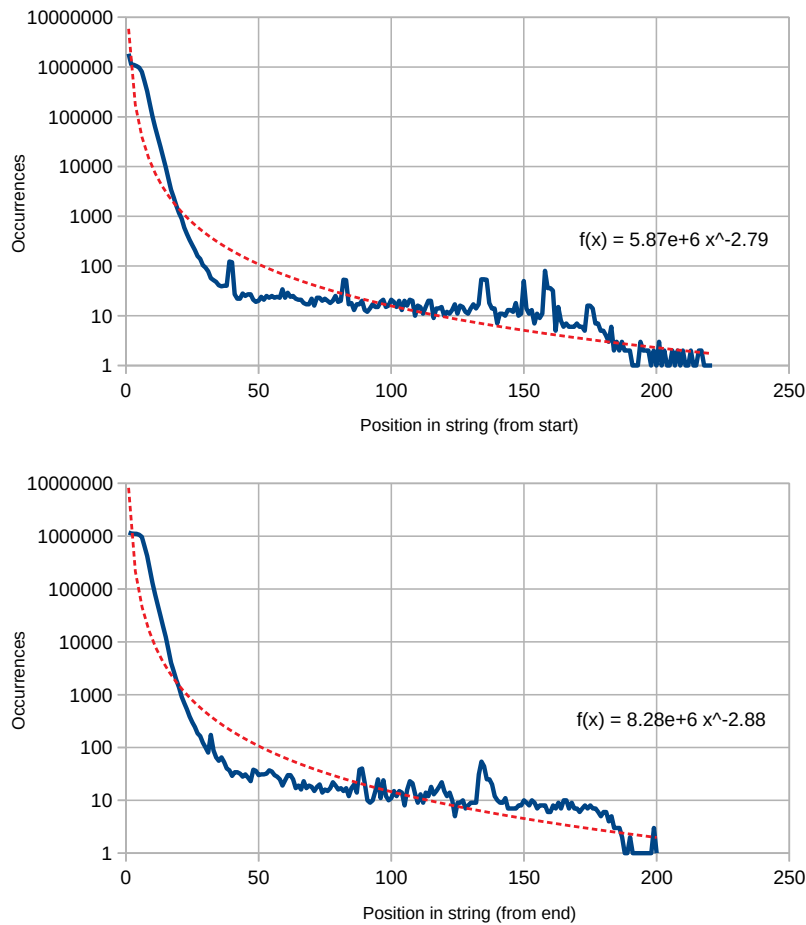 10000000
1000000
100000
10000
1000
100
10
1
Occurrences
f(x) = 5.87e+6 x^-2.79
0 50 100 150 200 250
Position in string (from start)
10000000
1000000
100000
10000
1000
100
10
1
Occurrences
f(x) = 8.28e+6 x^-2.88
0 50 100 150 200 250
Position in string (from end)